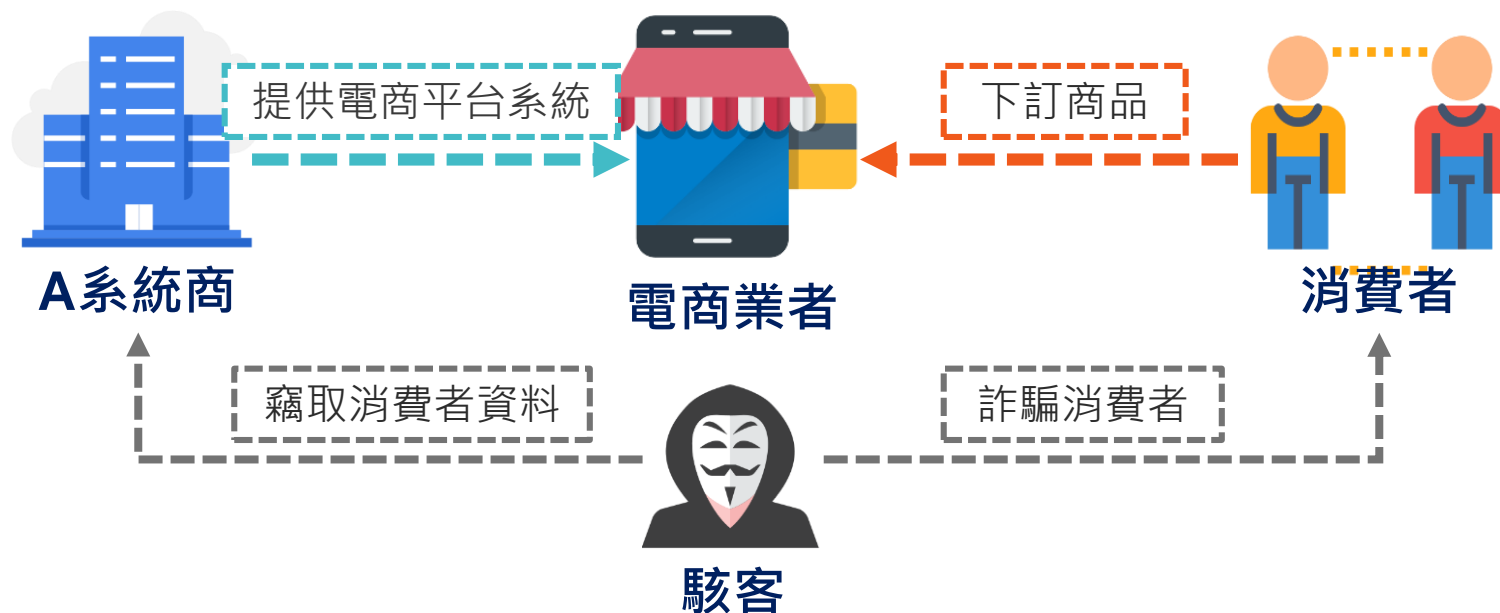 提供電商平台系統
下訂商品
A系統商
電商業者
消費者
竊取消費者資料
詐騙消費者
駭客